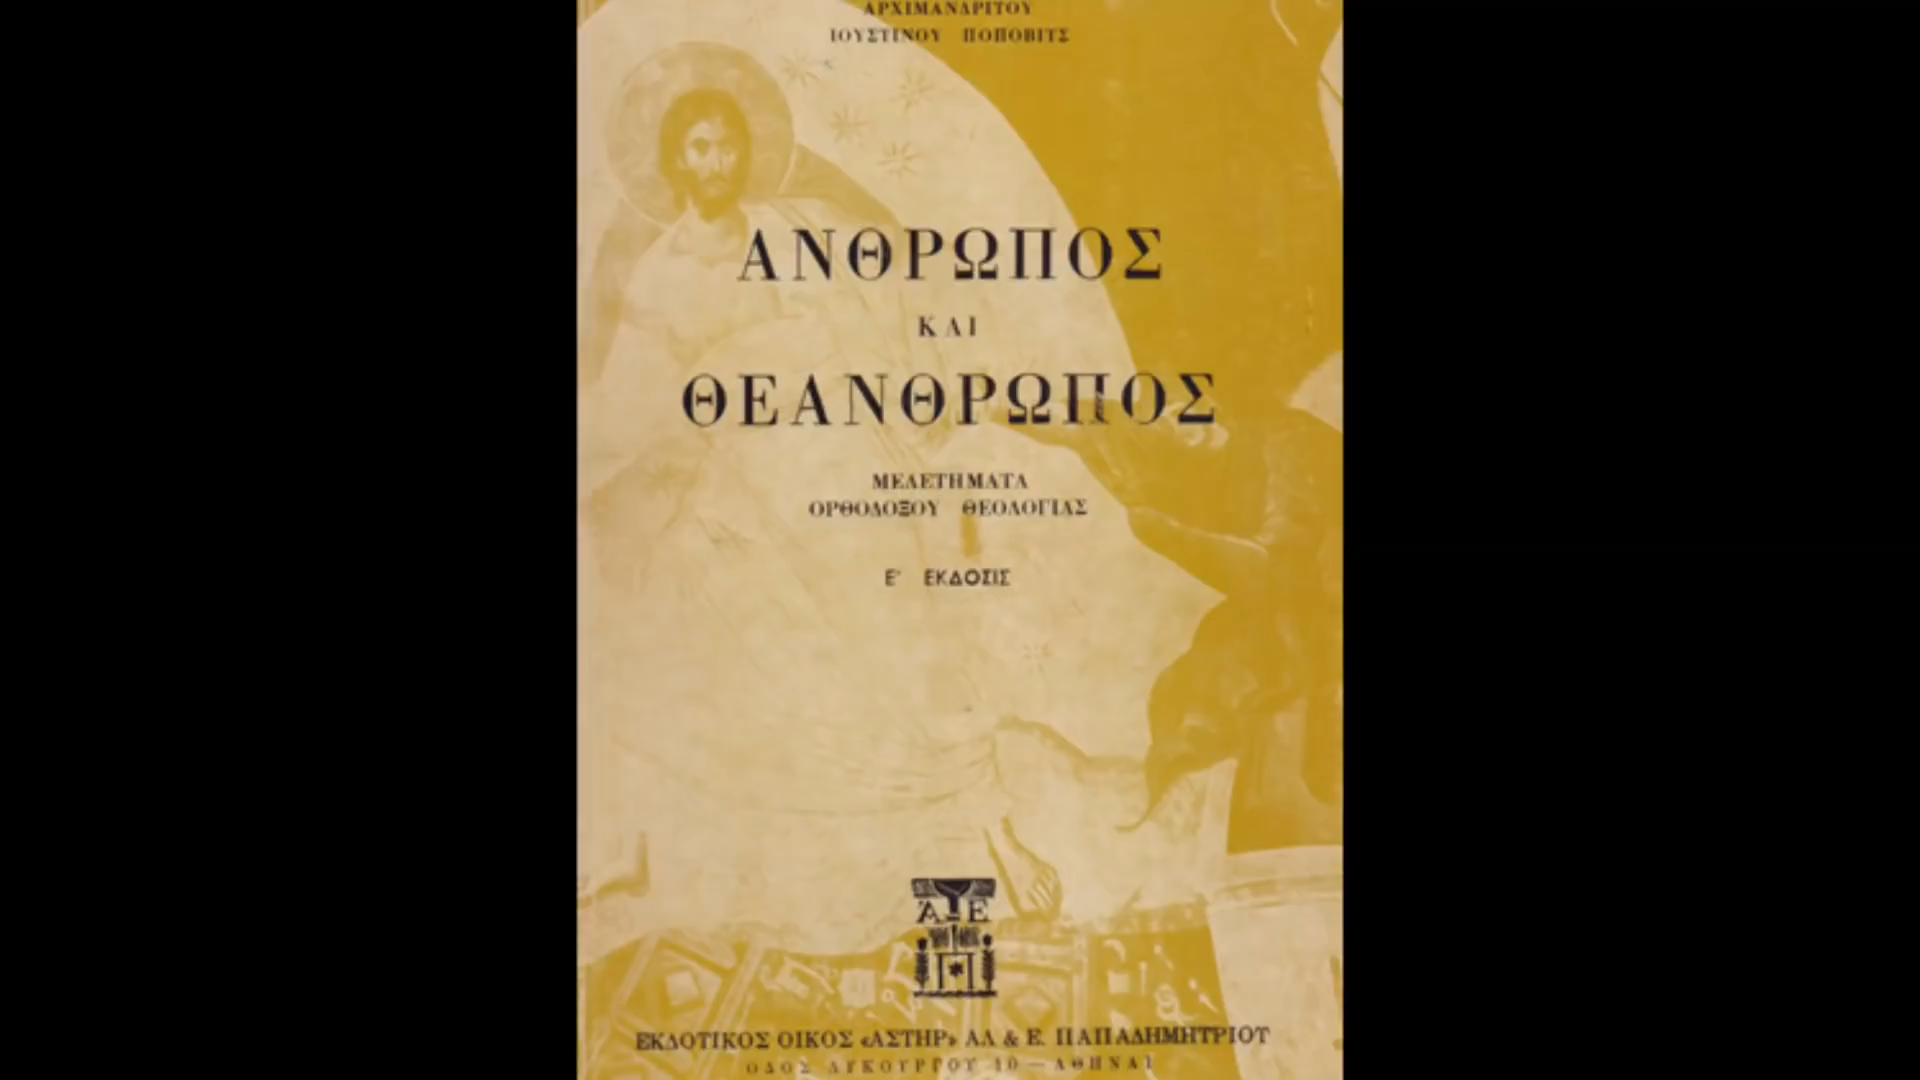 ΑΡΧΙΜΑΝΔΡΙΤΟΥ
ΙΟΥΣΤΙΝΟΥ ΠΟΠΟΒΙΤΣ
ΑΝΘΡΩΠΟΣ
ΚΑΙ
ΘΕΑΝΘΡΩΠΟΣ
ΜΕΛΕΤΗΜΑΤΑ
ΟΡΘΟΔΟΞΟΥ ΘΕΟΛΟΓΙΑΣ
Ε' ΕΚΔΟΣΙΣ
Ἀ Ε
Π
ΕΚΔΟΤΙΚΟΣ ΟΙΚΟΣ «ΑΣΤΗΡ» ΑΛ & Ε. ΠΑΠΑΔΗΜΗΤΡΙΟΥ
ΟΔΟΣ ΛΥΚΟΥΡΓΟΥ 10 — ΑΘΗΝΑΙ